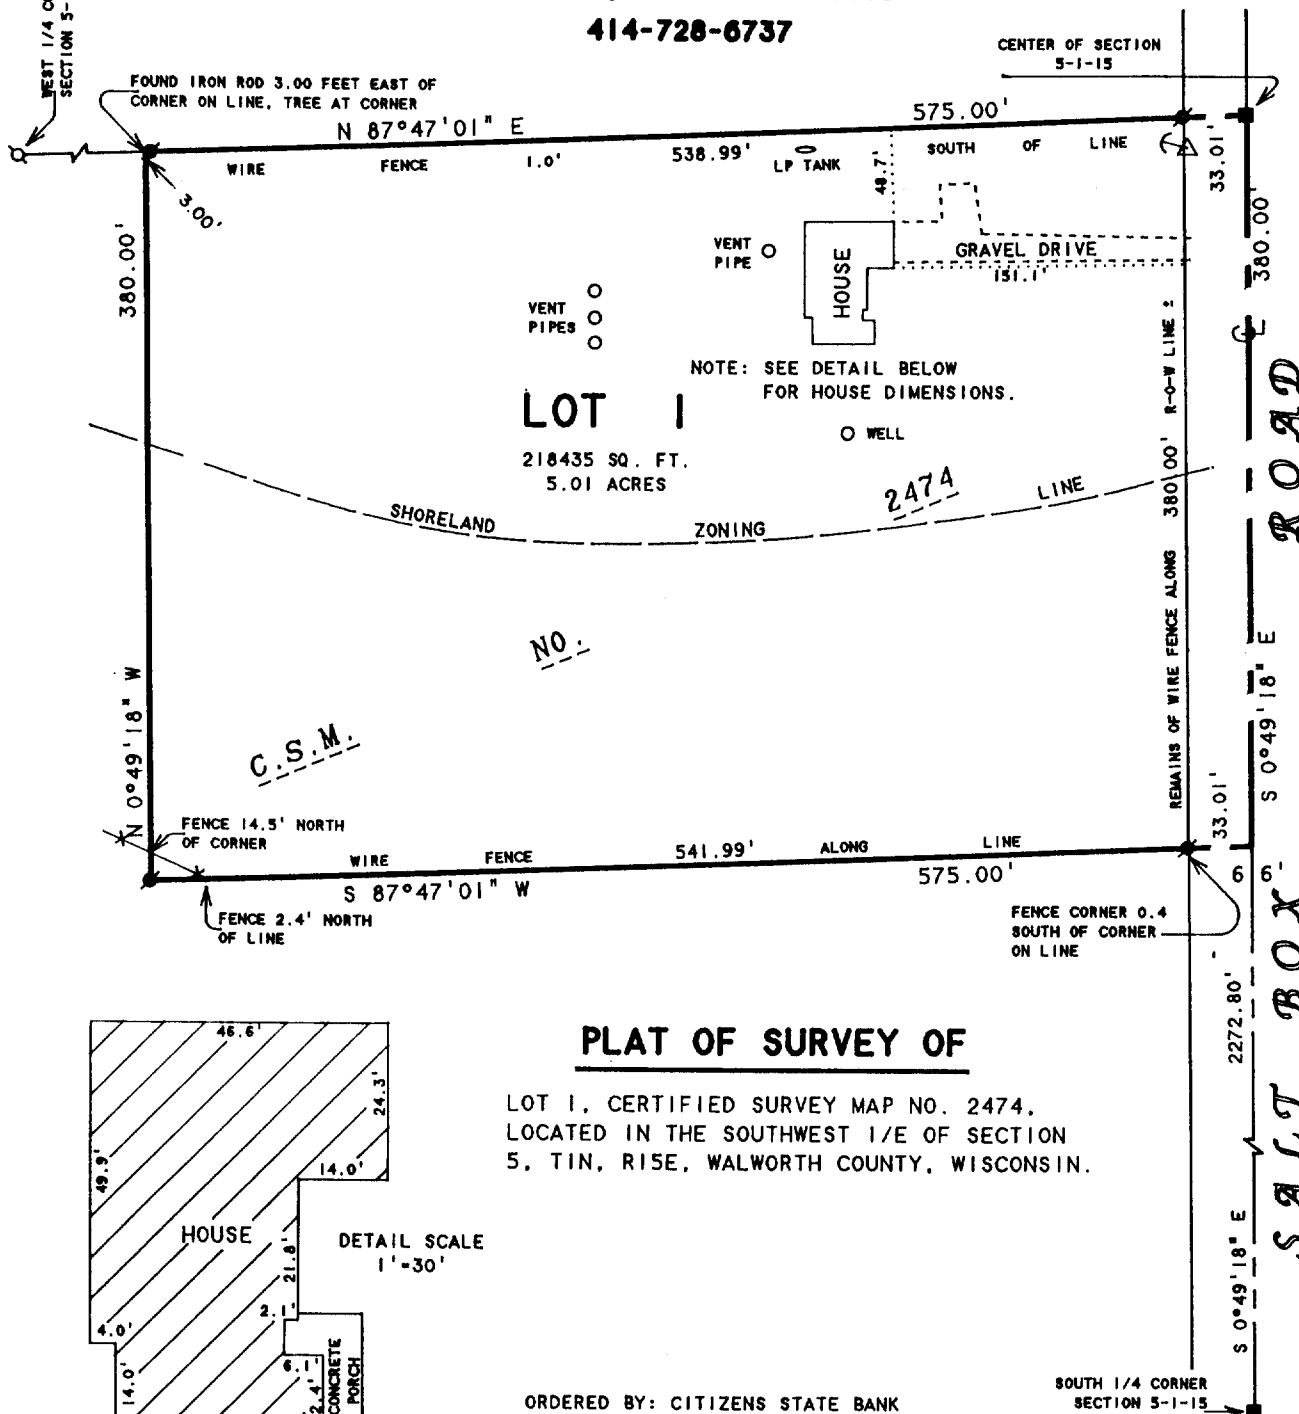 414-728-6737
WEST 1/4 C
SECTION 5-
CENTER OF SECTION
5-1-15
FOUND IRON ROD 3.00 FEET EAST OF
CORNER ON LINE, TREE AT CORNER
N 87°47'01" E
575.00'
WIRE FENCE 1.0' 538.99' SOUTH OF LINE
LP TANK
33.01'
3.00'
48.7'
380.00'
380.00'
VENT
PIPE
HOUSE
GRAVEL DRIVE
151.1'
VENT
PIPES
NOTE: SEE DETAIL BELOW
FOR HOUSE DIMENSIONS.
LOT 1
WELL
218435 SQ. FT.
5.01 ACRES
2474
SHORELAND ZONING LINE
REMAINS OF WIRE FENCE ALONG 380.00' R-O-W LINE ±
NO.
C.S.M.
N 0°49'18" W
S 0°49'18" E
SALT BOX ROAD
FENCE 14.5' NORTH
OF CORNER
33.01'
WIRE FENCE 541.99' ALONG LINE
S 87°47'01" W
575.00'
66'
FENCE 2.4' NORTH
OF LINE
FENCE CORNER 0.4
SOUTH OF CORNER
ON LINE
2272.80'
46.6'
24.3'
49.9'
14.0'
HOUSE
21.8'
DETAIL SCALE
1'=30'
2.1'
4.0'
6.1'
14.0'
2.4'
CONCRETE
PORCH
PLAT OF SURVEY OF
LOT 1, CERTIFIED SURVEY MAP NO. 2474,
LOCATED IN THE SOUTHWEST 1/E OF SECTION
5, T1N, R15E, WALWORTH COUNTY, WISCONSIN.
S 0°49'18" E
ORDERED BY: CITIZENS STATE BANK
SOUTH 1/4 CORNER
SECTION 5-1-15